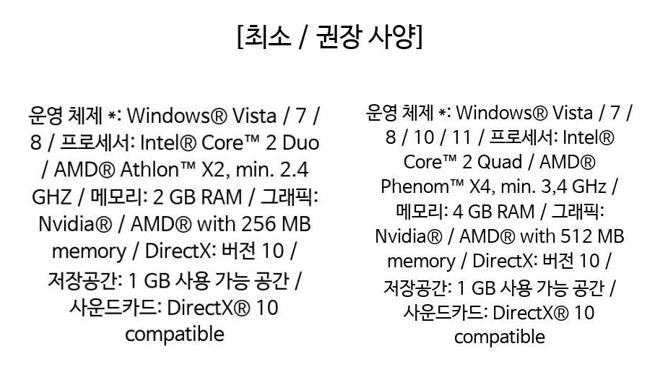 [최소 / 권장 사양]
운영 체제 *: Windows® Vista / 7 /
8 / 프로세서: Intel® Core™ 2 Duo
/ AMD® Athlon™ X2, min. 2.4
GHZ / 메모리: 2 GB RAM / 그래픽:
Nvidia® / AMD® with 256 MB
memory / DirectX: 버전 10 /
저장공간: 1 GB 사용 가능 공간 /
사운드카드: DirectX® 10
compatible
운영 체제 *: Windows® Vista / 7 /
8 / 10 / 11 / 프로세서: Intel®
Core™ 2 Quad / AMD®
Phenom™ X4, min. 3,4 GHz /
메모리: 4 GB RAM / 그래픽:
Nvidia® / AMD® with 512 MB
memory / DirectX: 버전 10 /
저장공간: 1 GB 사용 가능 공간 /
사운드카드: DirectX® 10
compatible